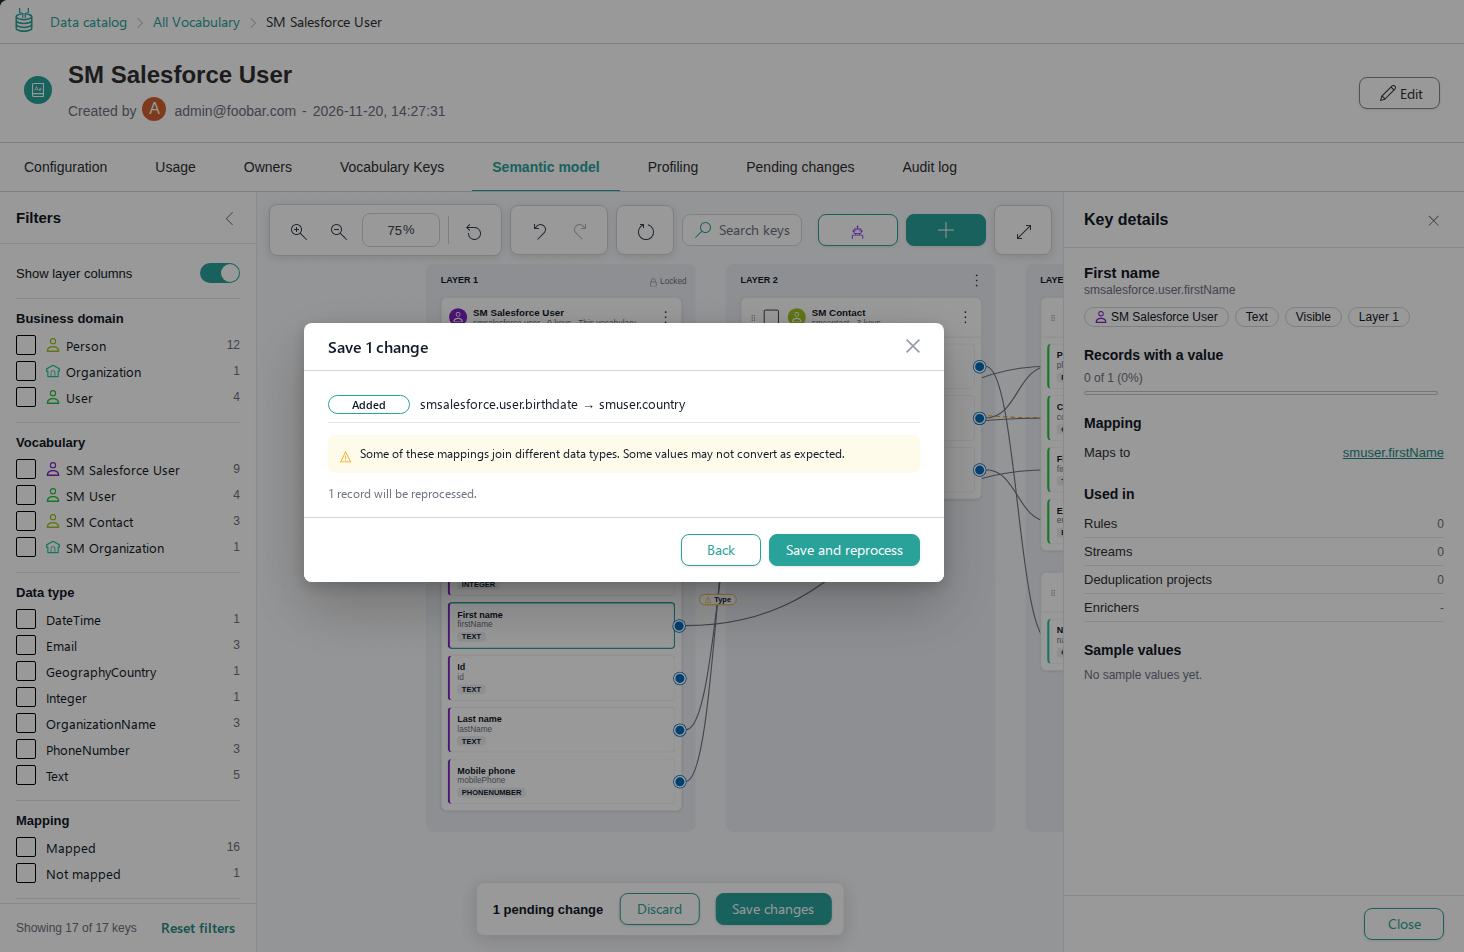 Data catalog > All Vocabulary > SM Salesforce User
SM Salesforce User
Created by A admin@foobar.com - 2026-11-20, 14:27:31
Edit
Configuration Usage Owners Vocabulary Keys Semantic model Profiling Pending changes Audit log
Filters
Show layer columns
Business domain
Person 12
Organization 1
User 4
Vocabulary
SM Salesforce User 9
SM User 4
SM Contact 3
SM Organization 1
Data type
DateTime 1
Email 3
GeographyCountry 1
Integer 1
OrganizationName 3
PhoneNumber 3
Text 5
Mapping
Mapped 16
Not mapped 1
Showing 17 of 17 keys Reset filters
75%
Search keys
LAYER 1 Locked
SM Salesforce User
LAYER 2
SM Contact
Save 1 change
Added smsalesforce.user.birthdate → smuser.country
Some of these mappings join different data types. Some values may not convert as expected.
1 record will be reprocessed.
Back Save and reprocess
INTEGER
Type
First name
firstName
TEXT
Id
id
TEXT
Last name
lastName
TEXT
Mobile phone
mobilePhone
PHONENUMBER
1 pending change Discard Save changes
Key details
First name
smsalesforce.user.firstName
SM Salesforce User Text Visible Layer 1
Records with a value
0 of 1 (0%)
Mapping
Maps to smuser.firstName
Used in
Rules 0
Streams 0
Deduplication projects 0
Enrichers -
Sample values
No sample values yet.
Close